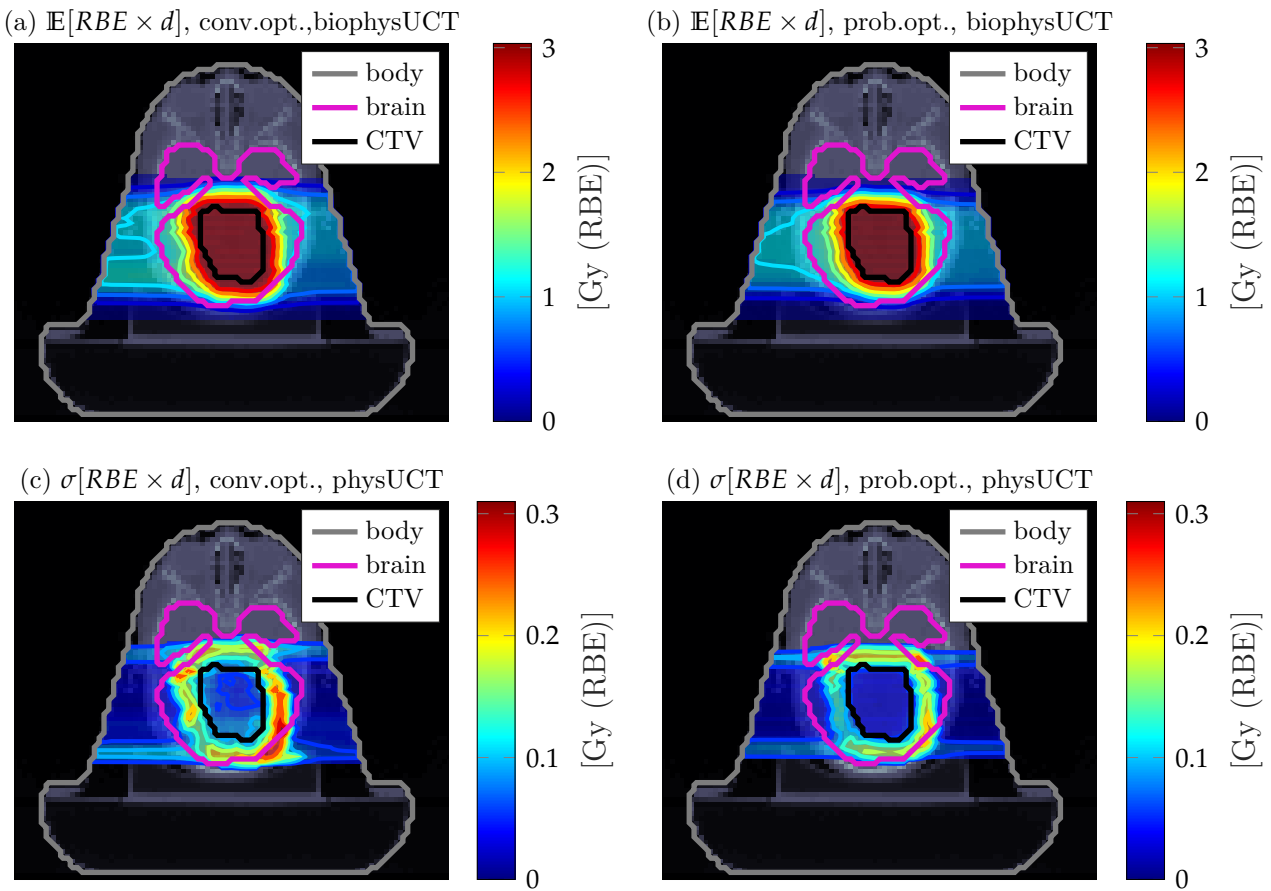 (a) 𝔼[RBE × d], conv.opt.,biophysUCT
body
brain
CTV
3
2
1
0
[Gy (RBE)]
(b) 𝔼[RBE × d], prob.opt., biophysUCT
body
brain
CTV
3
2
1
0
[Gy (RBE)]
(c) σ[RBE × d], conv.opt., physUCT
body
brain
CTV
0.3
0.2
0.1
0
[Gy (RBE)]
(d) σ[RBE × d], prob.opt., physUCT
body
brain
CTV
0.3
0.2
0.1
0
[Gy (RBE)]